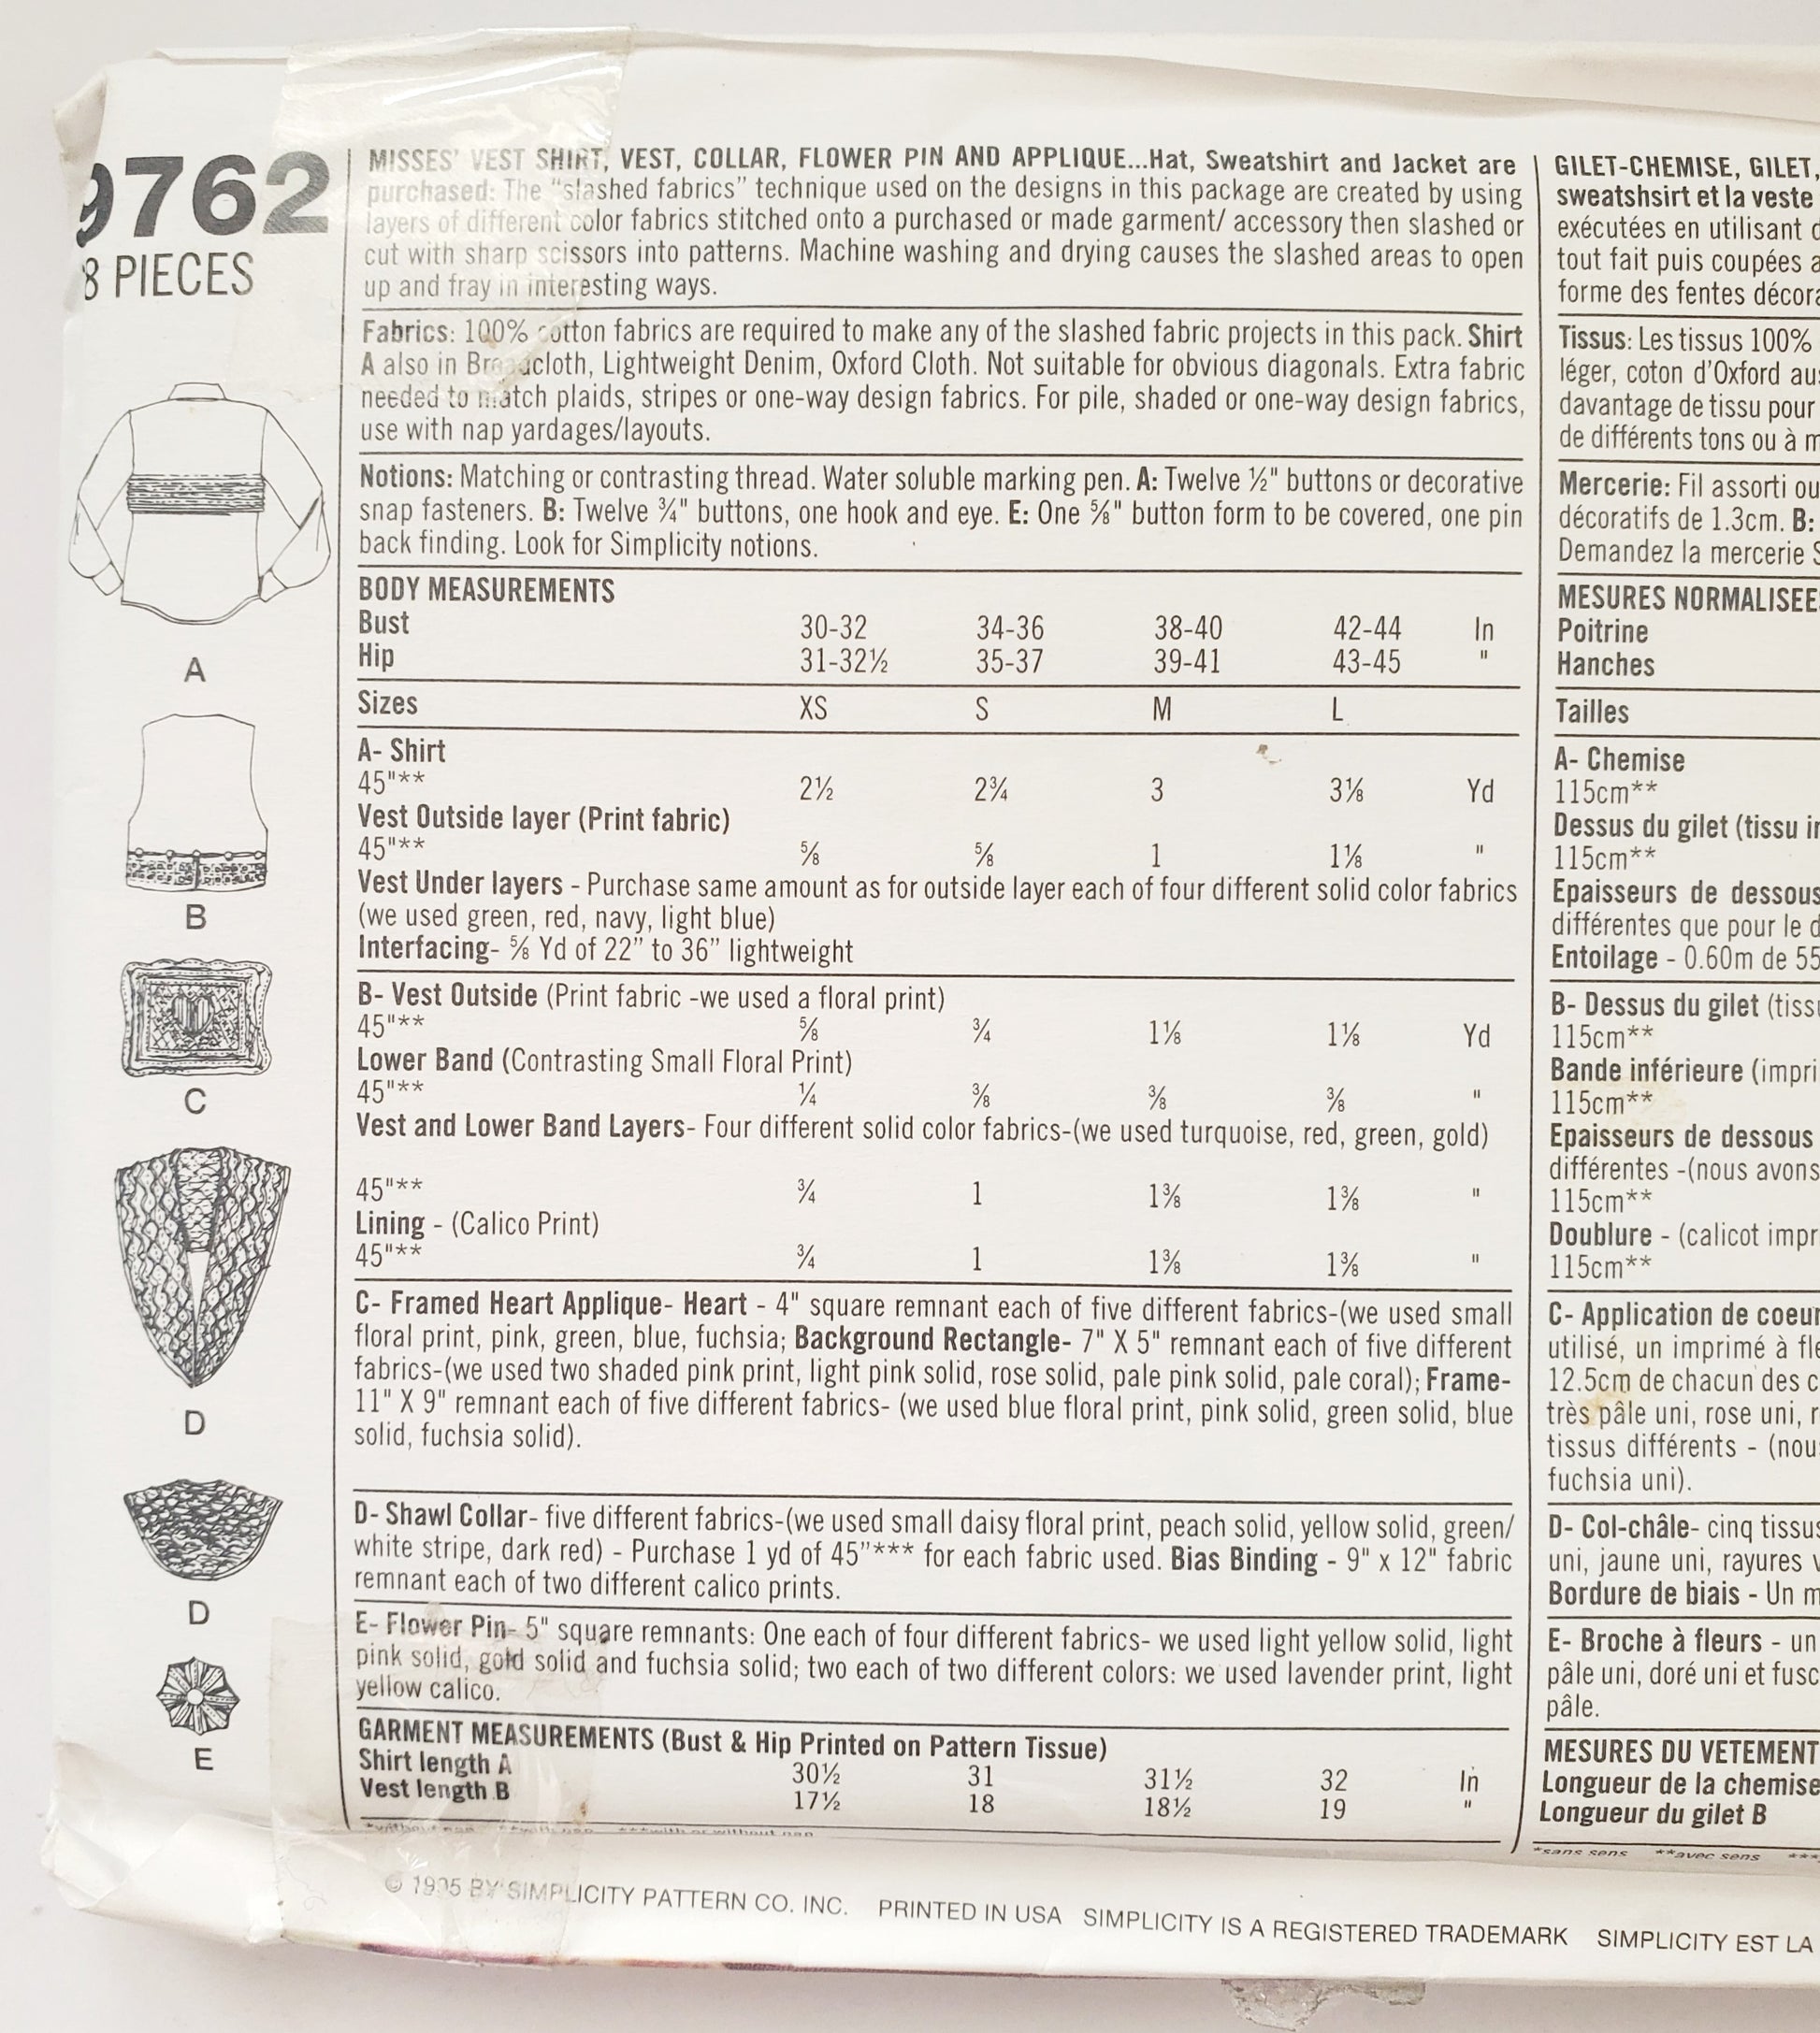 9762
8 PIECES
A
B
C
D
D
E
MISSES' VEST SHIRT, VEST, COLLAR, FLOWER PIN AND APPLIQUE...Hat, Sweatshirt and Jacket are
purchased: The “slashed fabrics” technique used on the designs in this package are created by using
layers of different color fabrics stitched onto a purchased or made garment/ accessory then slashed or
cut with sharp scissors into patterns. Machine washing and drying causes the slashed areas to open
up and fray in interesting ways.
Fabrics: 100% cotton fabrics are required to make any of the slashed fabric projects in this pack. Shirt
A also in Broadcloth, Lightweight Denim, Oxford Cloth. Not suitable for obvious diagonals. Extra fabric
needed to match plaids, stripes or one-way design fabrics. For pile, shaded or one-way design fabrics,
use with nap yardages/layouts.
Notions: Matching or contrasting thread. Water soluble marking pen. A: Twelve ½" buttons or decorative
snap fasteners. B: Twelve ¾" buttons, one hook and eye. E: One ⅝" button form to be covered, one pin
back finding. Look for Simplicity notions.
BODY MEASUREMENTS
Bust 30-32 34-36 38-40 42-44 In
Hip 31-32½ 35-37 39-41 43-45 "
Sizes XS S M L
A- Shirt
45"** 2½ 2¾ 3 3⅛ Yd
Vest Outside layer (Print fabric)
45"** ⅝ ⅝ 1 1⅛ "
Vest Under layers - Purchase same amount as for outside layer each of four different solid color fabrics
(we used green, red, navy, light blue)
Interfacing- ⅝ Yd of 22” to 36” lightweight
B- Vest Outside (Print fabric -we used a floral print)
45"** ⅝ ¾ 1⅛ 1⅛ Yd
Lower Band (Contrasting Small Floral Print)
45"** ¼ ⅜ ⅜ ⅜ "
Vest and Lower Band Layers- Four different solid color fabrics-(we used turquoise, red, green, gold)
45"** ¾ 1 1⅜ 1⅜ "
Lining - (Calico Print)
45"** ¾ 1 1⅜ 1⅜ "
C- Framed Heart Applique- Heart - 4" square remnant each of five different fabrics-(we used small
floral print, pink, green, blue, fuchsia; Background Rectangle- 7" X 5" remnant each of five different
fabrics-(we used two shaded pink print, light pink solid, rose solid, pale pink solid, pale coral); Frame-
11" X 9" remnant each of five different fabrics- (we used blue floral print, pink solid, green solid, blue
solid, fuchsia solid).
D- Shawl Collar- five different fabrics-(we used small daisy floral print, peach solid, yellow solid, green/
white stripe, dark red) - Purchase 1 yd of 45”*** for each fabric used. Bias Binding - 9" x 12" fabric
remnant each of two different calico prints.
E- Flower Pin- 5" square remnants: One each of four different fabrics- we used light yellow solid, light
pink solid, gold solid and fuchsia solid; two each of two different colors: we used lavender print, light
yellow calico.
GARMENT MEASUREMENTS (Bust & Hip Printed on Pattern Tissue)
Shirt length A 30½ 31 31½ 32 In
Vest length B 17½ 18 18½ 19 "
*without nap **with nap ***with or without nap
GILET-CHEMISE, GILET,
sweatshsirt et la veste
exécutées en utilisant
tout fait puis coupées
forme des fentes
Tissus: Les tissus 100%
léger, coton d'Oxford
davantage de tissu pour
de différents tons ou à
Mercerie: Fil assorti ou
décoratifs de 1.3cm. B:
Demandez la mercerie
MESURES NORMALISEE
Poitrine
Hanches
Tailles
A- Chemise
115cm**
Dessus du gilet (tissu
115cm**
Epaisseurs de dessous
différentes que pour le
Entoilage - 0.60m de 55
B- Dessus du gilet
115cm**
Bande inférieure
115cm**
Epaisseurs de dessous
différentes -(nous avons
115cm**
Doublure - (calicot
115cm**
C- Application de coeur
utilisé, un imprimé à
12.5cm de chacun des
très pâle uni, rose uni,
tissus différents -
fuchsia uni).
D- Col-châle- cinq tissus
uni, jaune uni, rayures
Bordure de biais - Un
E- Broche à fleurs - un
pâle uni, doré uni et
pâle.
MESURES DU VETEMENT
Longueur de la chemise
Longueur du gilet B
*sans sens **avec sens ***
© 1995 BY SIMPLICITY PATTERN CO. INC. PRINTED IN USA SIMPLICITY IS A REGISTERED TRADEMARK SIMPLICITY EST LA